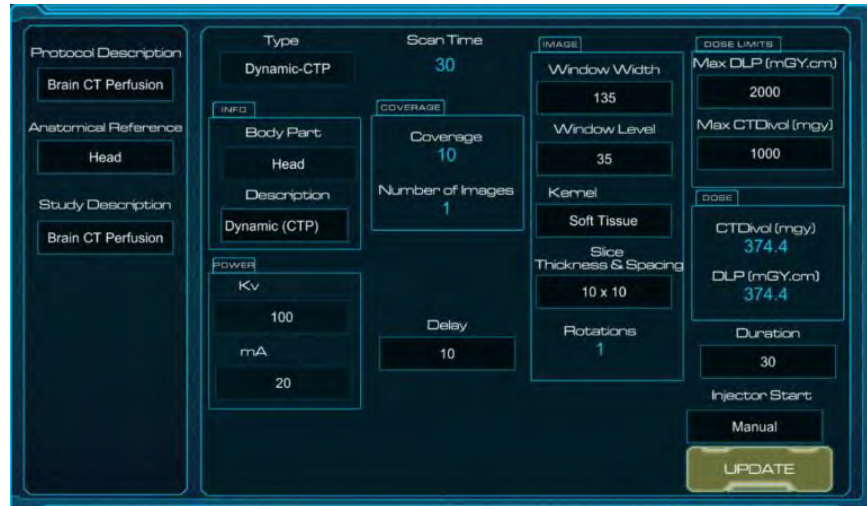 Protocol Description
Brain CT Perfusion
Anatomical Reference
Head
Study Description
Brain CT Perfusion
Type
Dynamic-CTP
Scan Time
30
INFO
Body Part
Head
Description
Dynamic (CTP)
COVERAGE
Coverage
10
Number of Images
1
POWER
Kv
100
mA
20
Delay
10
IMAGE
Window Width
135
Window Level
35
Kernel
Soft Tissue
Slice
Thickness & Spacing
10 x 10
Rotations
1
DOSE LIMITS
Max DLP (mGY.cm)
2000
Max CTDivol (mgy)
1000
DOSE
CTDivol (mgy)
374.4
DLP (mGY.cm)
374.4
Duration
30
Injector Start
Manual
UPDATE